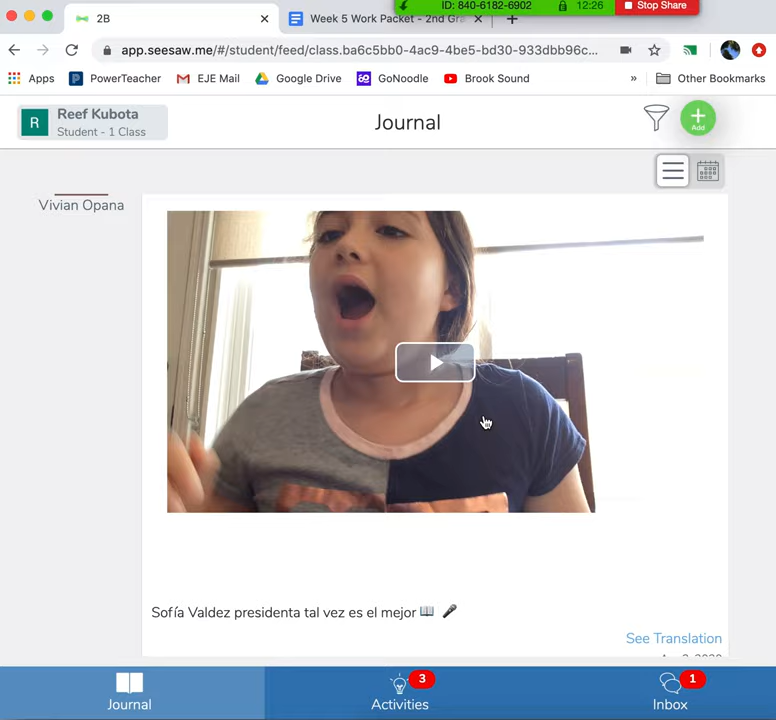 ID: 840-6182-6902 12:26 Stop Share
2B
Week 5 Work Packet - 2nd Gra
app.seesaw.me/#/student/feed/class.ba6c5bb0-4ac9-4be5-bd30-933dbb96c...
Apps PowerTeacher EJE Mail Google Drive GoNoodle Brook Sound » Other Bookmarks
R Reef Kubota
Student - 1 Class
Journal
Add
Vivian Opana
Sofía Valdez presidenta tal vez es el mejor 📖 🎤
See Translation
Journal
Activities 3
Inbox 1